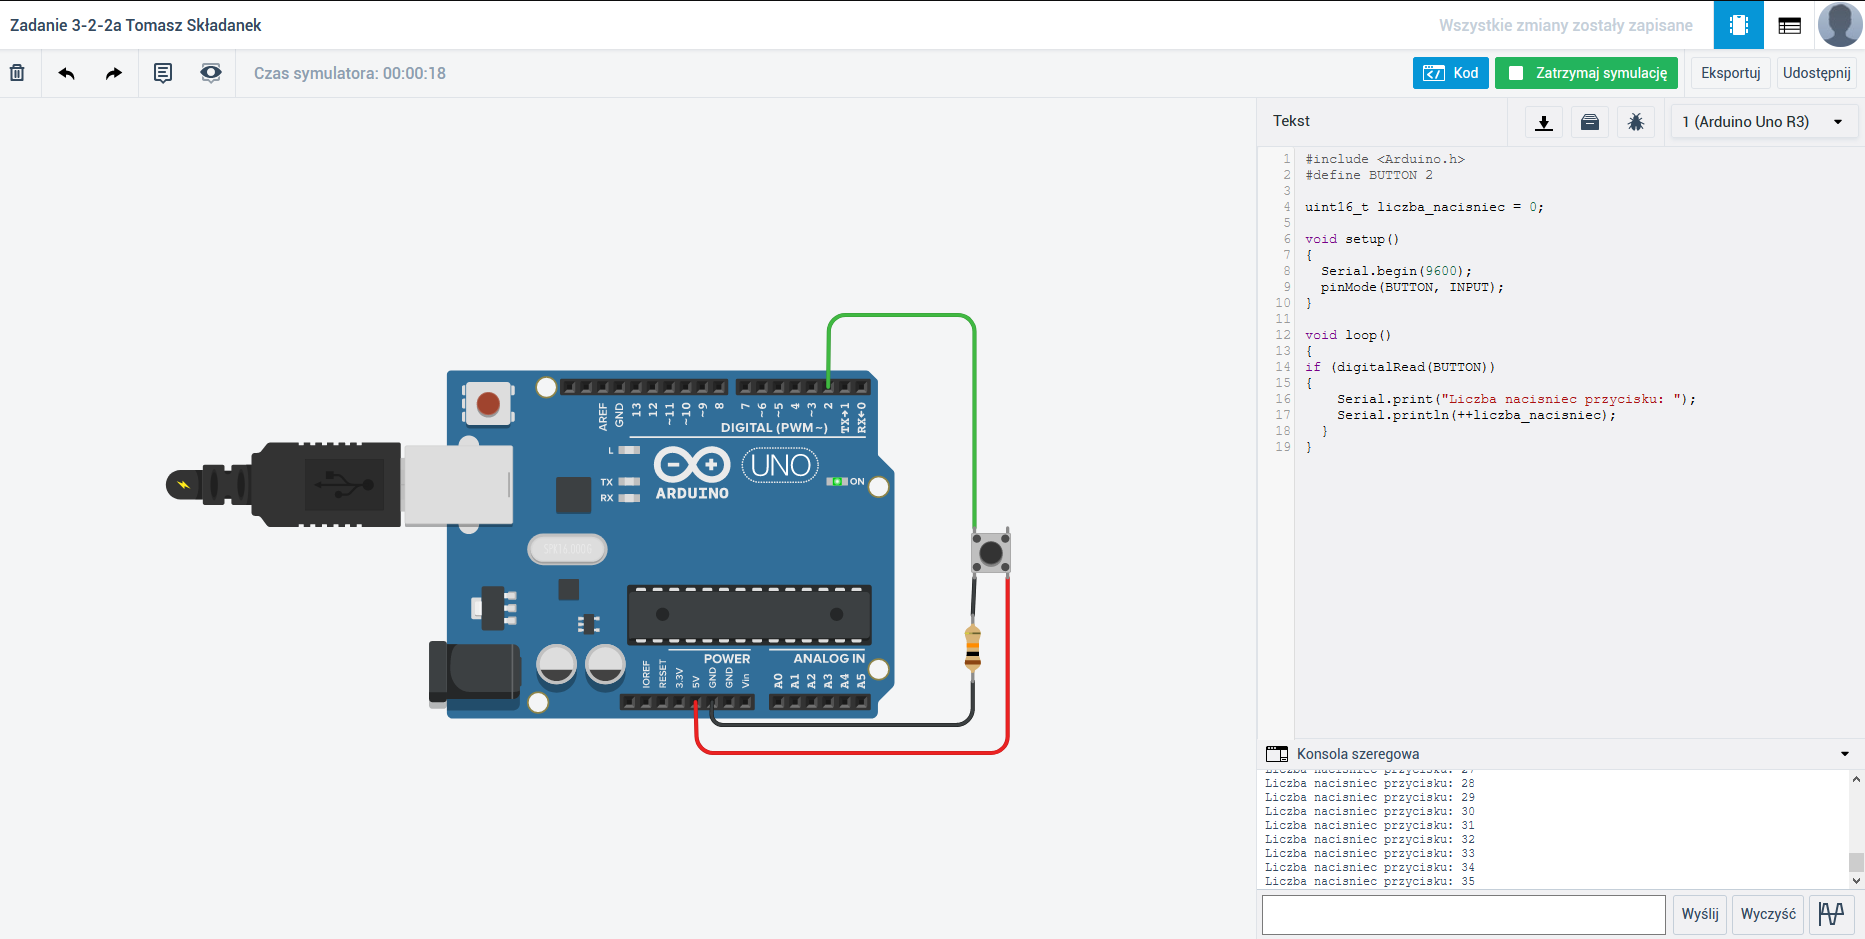 Zadanie 3-2-2a Tomasz Składanek
Wszystkie zmiany zostały zapisane
Czas symulatora: 00:00:18
Kod
Zatrzymaj symulację
Eksportuj
Udostępnij
Tekst
1 (Arduino Uno R3)
1 #include <Arduino.h>
2 #define BUTTON 2
3
4 uint16_t liczba_nacisniec = 0;
5
6 void setup()
7 {
8 Serial.begin(9600);
9 pinMode(BUTTON, INPUT);
10 }
11
12 void loop()
13 {
14 if (digitalRead(BUTTON))
15 {
16 Serial.print("Liczba nacisniec przycisku: ");
17 Serial.println(++liczba_nacisniec);
18 }
19 }
AREF
GND
13
12
~11
~10
~9
8
7
~6
~5
4
~3
2
TX→1
RX←0
DIGITAL (PWM~)
L
TX
RX
ARDUINO
UNO
ON
SPK16.000G
POWER
ANALOG IN
IOREF
RESET
3.3V
5V
GND
GND
Vin
A0
A1
A2
A3
A4
A5
Konsola szeregowa
Liczba nacisniec przycisku: 27
Liczba nacisniec przycisku: 28
Liczba nacisniec przycisku: 29
Liczba nacisniec przycisku: 30
Liczba nacisniec przycisku: 31
Liczba nacisniec przycisku: 32
Liczba nacisniec przycisku: 33
Liczba nacisniec przycisku: 34
Liczba nacisniec przycisku: 35
Wyślij
Wyczyść